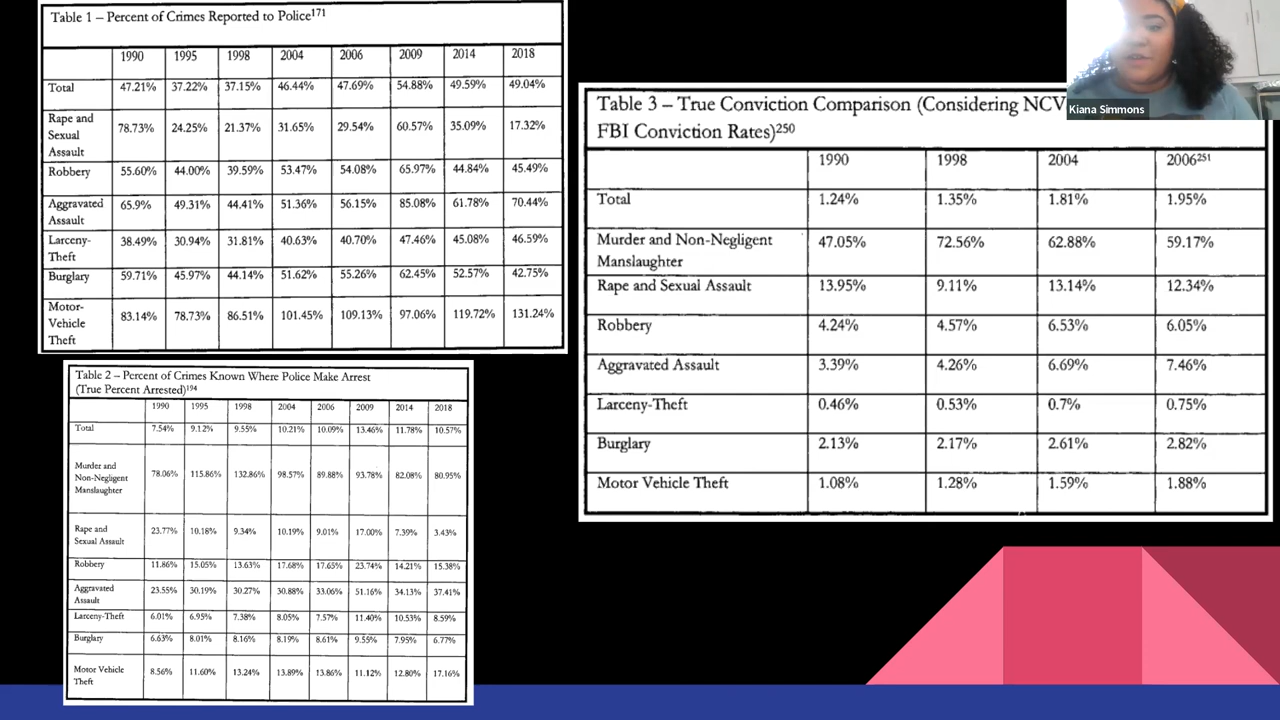 Table 1 – Percent of Crimes Reported to Police171
1990 1995 1998 2004 2006 2009 2014 2018
Total 47.21% 37.22% 37.15% 46.44% 47.69% 54.88% 49.59% 49.04%
Rape and
Sexual 78.73% 24.25% 21.37% 31.65% 29.54% 60.57% 35.09% 17.32%
Assault
Robbery 55.60% 44.00% 39.59% 53.47% 54.08% 65.97% 44.84% 45.49%
Aggravated 65.9% 49.31% 44.41% 51.36% 56.15% 85.08% 61.78% 70.44%
Assault
Larceny- 38.49% 30.94% 31.81% 40.63% 40.70% 47.46% 45.08% 46.59%
Theft
Burglary 59.71% 45.97% 44.14% 51.62% 55.26% 62.45% 52.57% 42.75%
Motor-
Vehicle 83.14% 78.73% 86.51% 101.45% 109.13% 97.06% 119.72% 131.24%
Theft
Table 2 – Percent of Crimes Known Where Police Make Arrest
(True Percent Arrested)194
1990 1995 1998 2004 2006 2009 2014 2018
Total 7.54% 9.12% 9.55% 10.21% 10.09% 13.46% 11.78% 10.57%
Murder and
Non-Negligent 78.06% 115.86% 132.86% 98.57% 89.88% 93.78% 82.08% 80.95%
Manslaughter
Rape and 23.77% 10.18% 9.34% 10.19% 9.01% 17.00% 7.39% 3.43%
Sexual Assault
Robbery 11.86% 15.05% 13.63% 17.68% 17.65% 23.74% 14.21% 15.38%
Aggravated 23.55% 30.19% 30.27% 30.88% 33.06% 51.16% 34.13% 37.41%
Assault
Larceny-Theft 6.01% 6.95% 7.38% 8.05% 7.57% 11.40% 10.53% 8.59%
Burglary 6.63% 8.01% 8.16% 8.19% 8.61% 9.55% 7.95% 6.77%
Motor Vehicle 8.56% 11.60% 13.24% 13.89% 13.86% 11.12% 12.80% 17.16%
Theft
Kiana Simmons
Table 3 – True Conviction Comparison (Considering NCV
FBI Conviction Rates)250
1990 1998 2004 2006251
Total 1.24% 1.35% 1.81% 1.95%
Murder and Non-Negligent 47.05% 72.56% 62.88% 59.17%
Manslaughter
Rape and Sexual Assault 13.95% 9.11% 13.14% 12.34%
Robbery 4.24% 4.57% 6.53% 6.05%
Aggravated Assault 3.39% 4.26% 6.69% 7.46%
Larceny-Theft 0.46% 0.53% 0.7% 0.75%
Burglary 2.13% 2.17% 2.61% 2.82%
Motor Vehicle Theft 1.08% 1.28% 1.59% 1.88%